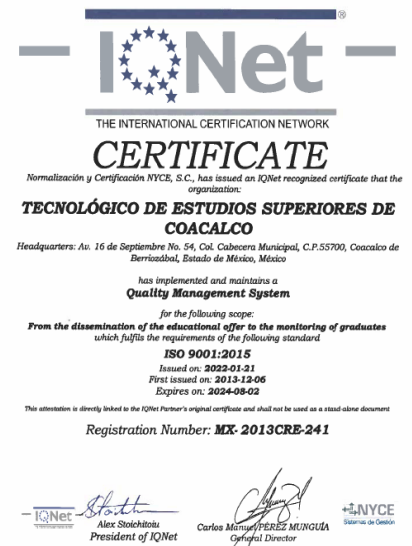 IQNet ®
THE INTERNATIONAL CERTIFICATION NETWORK
CERTIFICATE
Normalización y Certificación NYCE, S.C., has issued an IQNet recognized certificate that the
organization:
TECNOLÓGICO DE ESTUDIOS SUPERIORES DE
COACALCO
Headquarters: Av. 16 de Septiembre No. 54, Col. Cabecera Municipal, C.P.55700, Coacalco de
Berriozábal, Estado de México, México
has implemented and maintains a
Quality Management System
for the following scope:
From the dissemination of the educational offer to the monitoring of graduates
which fulfils the requirements of the following standard
ISO 9001:2015
Issued on: 2022-01-21
First issued on: 2013-12-06
Expires on: 2024-08-02
This attestation is directly linked to the IQNet Partner's original certificate and shall not be used as a stand-alone document
Registration Number: MX- 2013CRE-241
IQNet
Alex Stoichitoiu
President of IQNet
Carlos Manuel PÉREZ MUNGUÍA
General Director
NYCE
Sistemas de Gestión